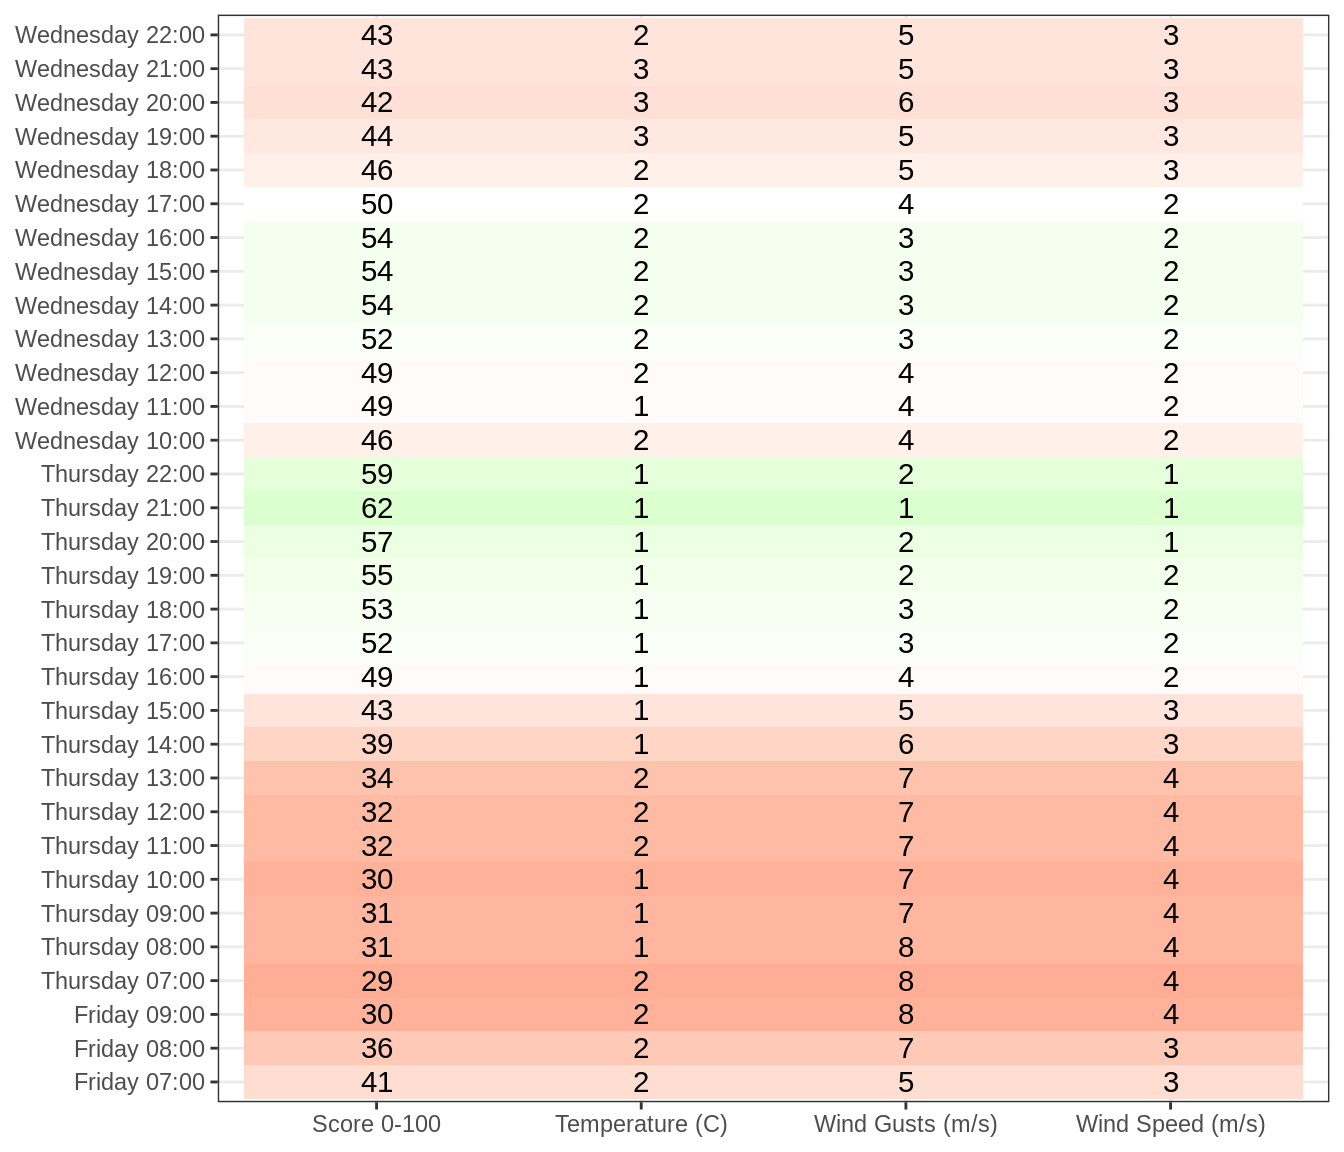 Wednesday 22:00 43 2 5 3
Wednesday 21:00 43 3 5 3
Wednesday 20:00 42 3 6 3
Wednesday 19:00 44 3 5 3
Wednesday 18:00 46 2 5 3
Wednesday 17:00 50 2 4 2
Wednesday 16:00 54 2 3 2
Wednesday 15:00 54 2 3 2
Wednesday 14:00 54 2 3 2
Wednesday 13:00 52 2 3 2
Wednesday 12:00 49 2 4 2
Wednesday 11:00 49 1 4 2
Wednesday 10:00 46 2 4 2
Thursday 22:00 59 1 2 1
Thursday 21:00 62 1 1 1
Thursday 20:00 57 1 2 1
Thursday 19:00 55 1 2 2
Thursday 18:00 53 1 3 2
Thursday 17:00 52 1 3 2
Thursday 16:00 49 1 4 2
Thursday 15:00 43 1 5 3
Thursday 14:00 39 1 6 3
Thursday 13:00 34 2 7 4
Thursday 12:00 32 2 7 4
Thursday 11:00 32 2 7 4
Thursday 10:00 30 1 7 4
Thursday 09:00 31 1 7 4
Thursday 08:00 31 1 8 4
Thursday 07:00 29 2 8 4
Friday 09:00 30 2 8 4
Friday 08:00 36 2 7 3
Friday 07:00 41 2 5 3
Score 0-100 Temperature (C) Wind Gusts (m/s) Wind Speed (m/s)